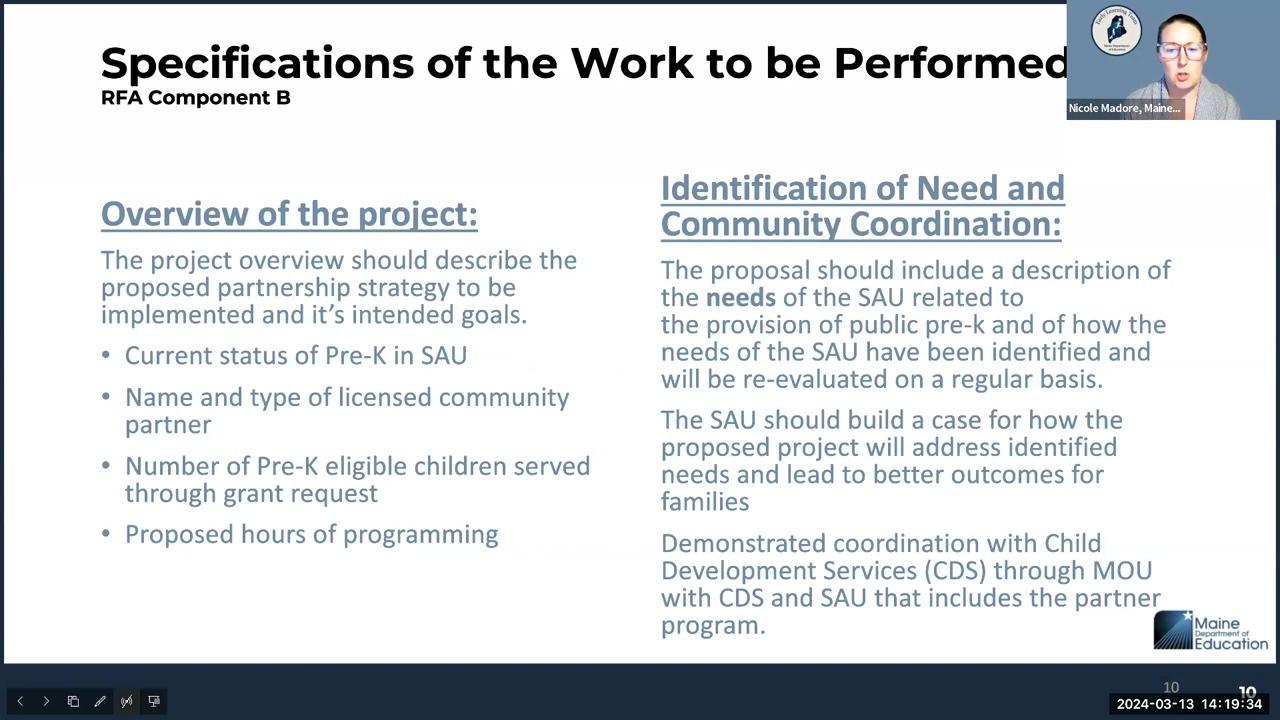 Specifications of the Work to be Performed
RFA Component B
Overview of the project:
The project overview should describe the
proposed partnership strategy to be
implemented and it's intended goals.
• Current status of Pre-K in SAU
• Name and type of licensed community
partner
• Number of Pre-K eligible children served
through grant request
• Proposed hours of programming
Identification of Need and
Community Coordination:
The proposal should include a description of
the needs of the SAU related to
the provision of public pre-k and of how the
needs of the SAU have been identified and
will be re-evaluated on a regular basis.
The SAU should build a case for how the
proposed project will address identified
needs and lead to better outcomes for
families
Demonstrated coordination with Child
Development Services (CDS) through MOU
with CDS and SAU that includes the partner
program.
Early Learning Team
Maine Department
of Education
Nicole Madore, Maine...
Maine
Department of
Education
10
10
2024-03-13 14:19:34